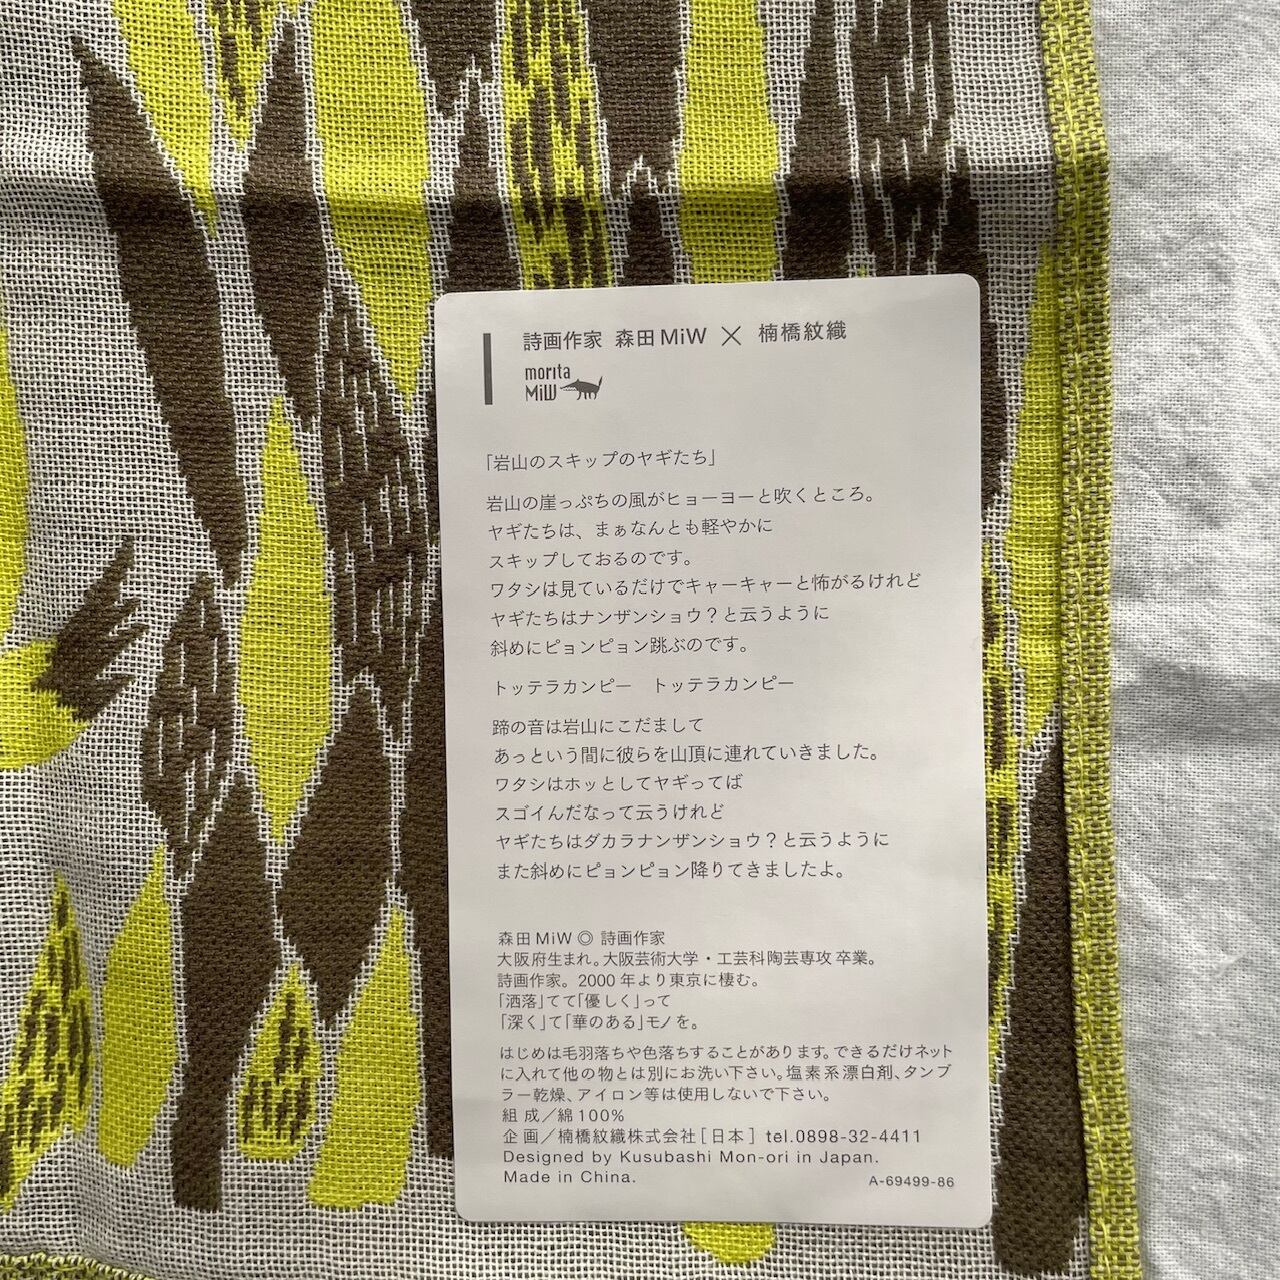 詩画作家 森田MiW × 楠橋紋織
morita
MiW
「岩山のスキップのヤギたち」
岩山の崖っぷちの風がヒョーヨーと吹くところ。
ヤギたちは、まぁなんとも軽やかに
スキップしておるのです。
ワタシは見ているだけでキャーキャーと怖がるけれど
ヤギたちはナンザンショウ?と云うように
斜めにピョンピョン跳ぶのです。
トッテラカンピー　トッテラカンピー
蹄の音は岩山にこだまして
あっという間に彼らを山頂に連れていきました。
ワタシはホッとしてヤギってば
スゴイんだなって云うけれど
ヤギたちはダカラナンザンショウ?と云うように
また斜めにピョンピョン降りてきましたよ。
森田MiW ◎ 詩画作家
大阪府生まれ。大阪芸術大学・工芸科陶芸専攻 卒業。
詩画作家。2000 年より東京に棲む。
「洒落」てて「優しく」って
「深く」て「華のある」モノを。
はじめは毛羽落ちや色落ちすることがあります。できるだけネット
に入れて他の物とは別にお洗い下さい。塩素系漂白剤、タンブ
ラー乾燥、アイロン等は使用しないで下さい。
組 成/綿100%
企 画/楠橋紋織株式会社[日本] tel.0898-32-4411
Designed by Kusubashi Mon-ori in Japan.
Made in China.
A-69499-86